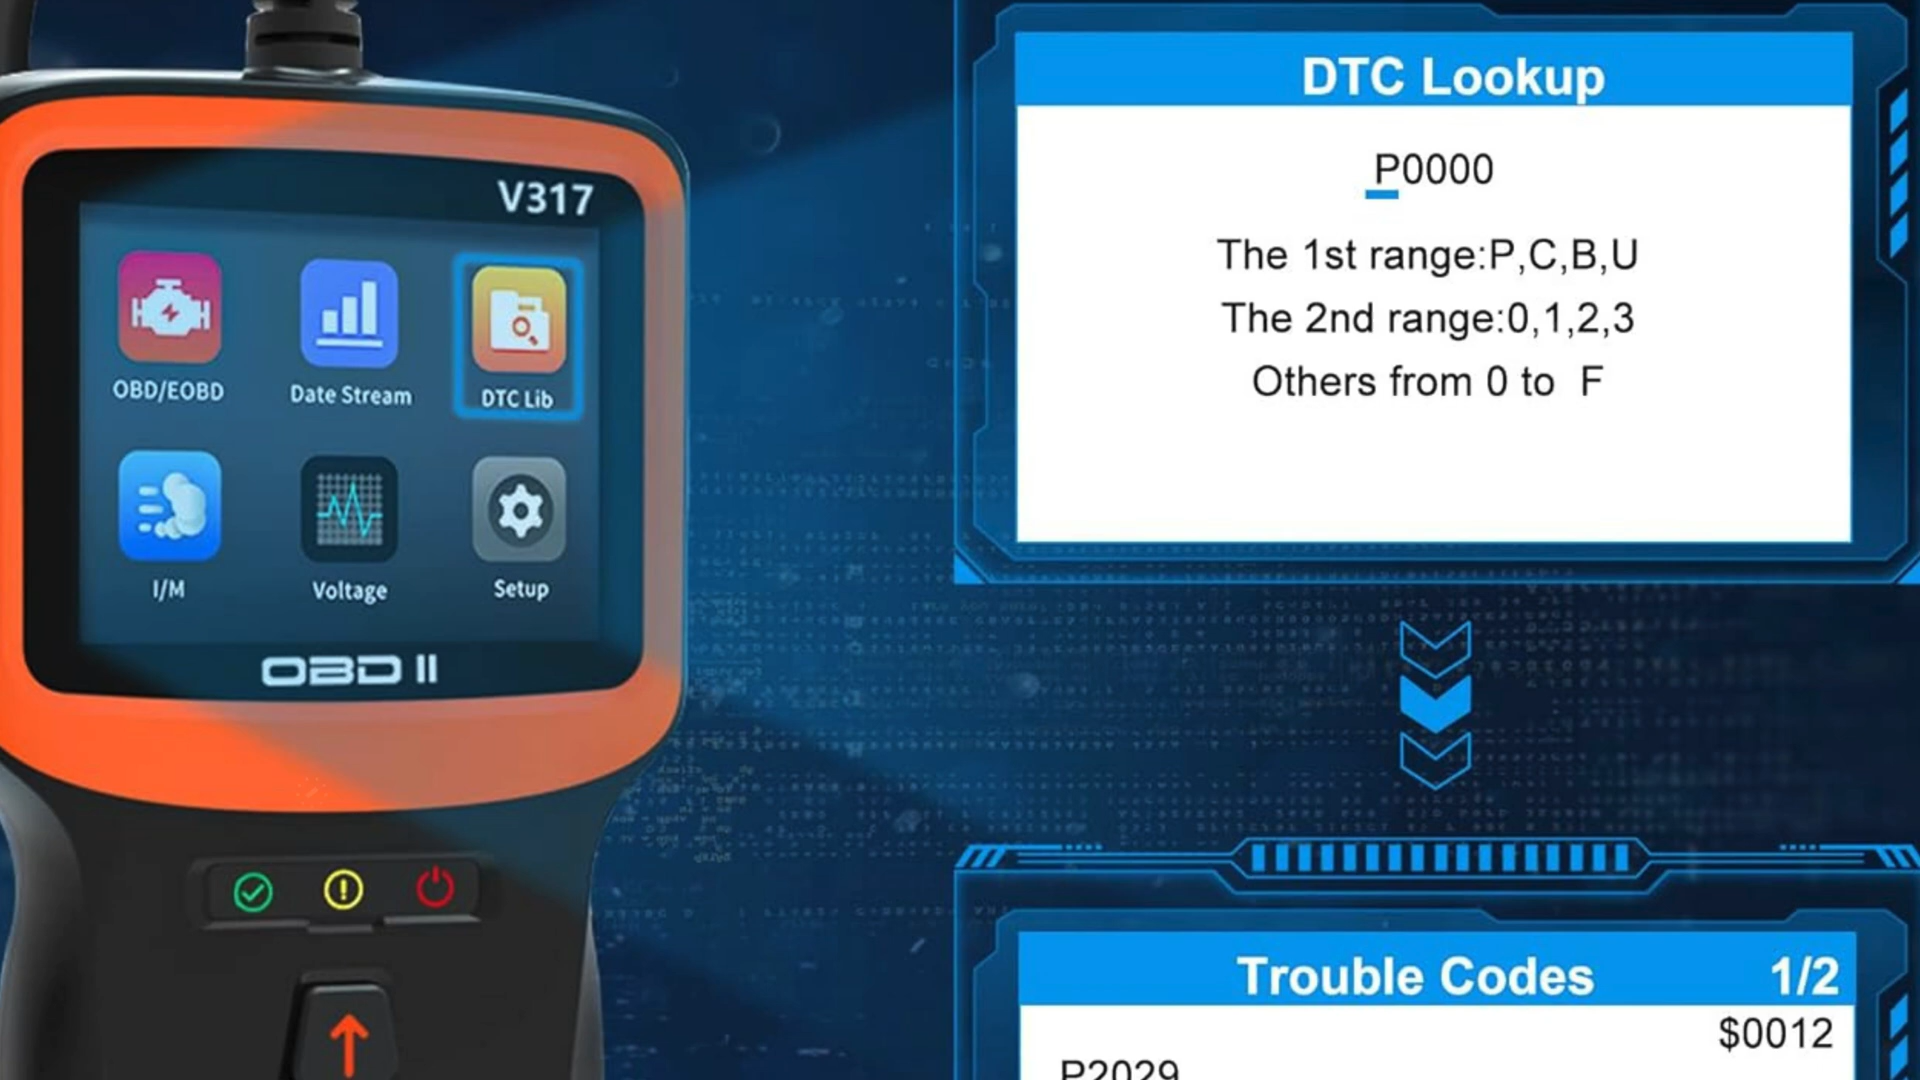 V317
OBD/EOBD
Date Stream
DTC Lib
I/M
Voltage
Setup
OBD II
DTC Lookup
P0000
The 1st range:P,C,B,U
The 2nd range:0,1,2,3
Others from 0 to F
Trouble Codes 1/2
$0012
P2029